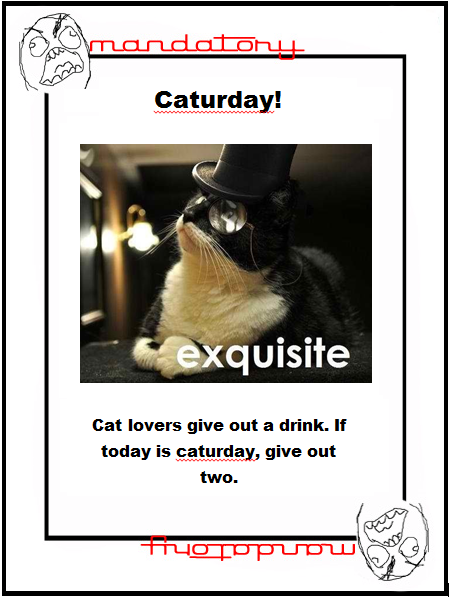 mandatory
Caturday!
exquisite
Cat lovers give out a drink. If
today is caturday, give out
two.
mandatory